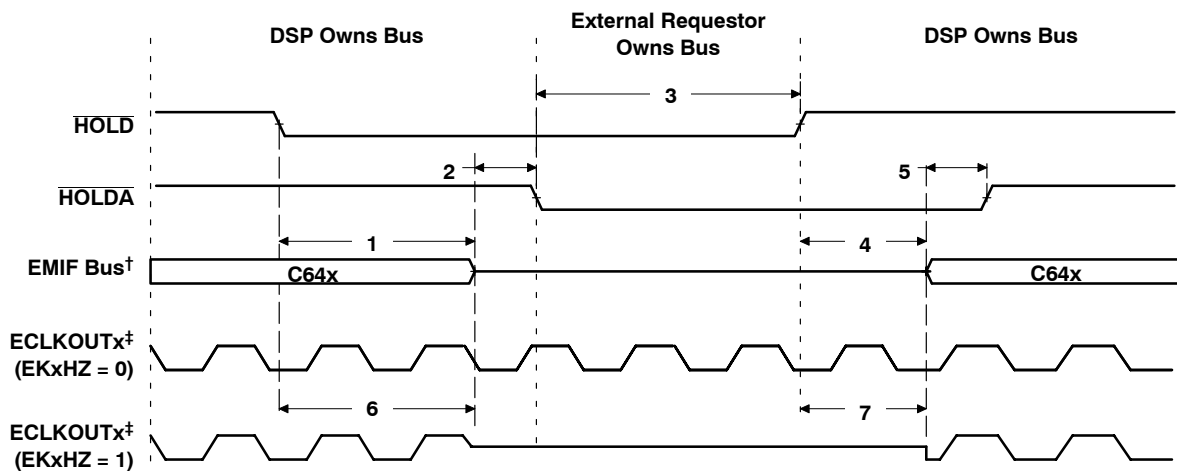 DSP Owns Bus
External Requestor
Owns Bus
DSP Owns Bus
3
HOLD
2
5
HOLDA
1
4
EMIF Bus†
C64x
C64x
ECLKOUTx‡
(EKxHZ = 0)
6
7
ECLKOUTx‡
(EKxHZ = 1)